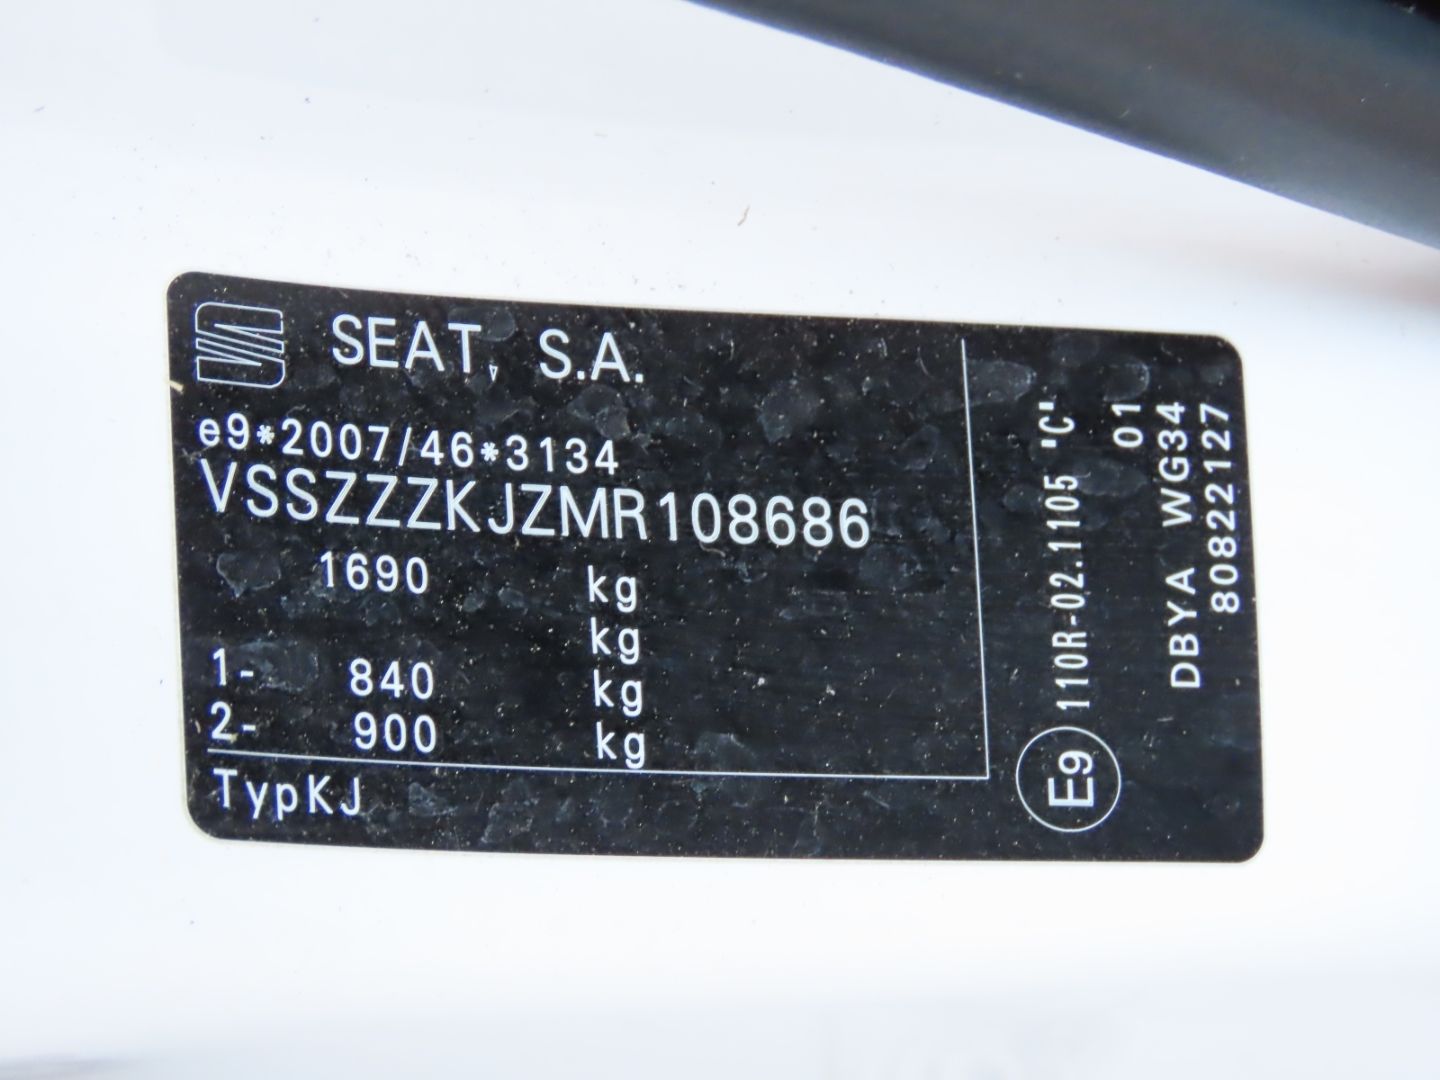 SEAT, S.A.
e9*2007/46*3134
VSSZZZKJZMR108686
1690 kg
kg
1- 840 kg
2- 900 kg
TypKJ
E9 110R-02.1105 "C"
01
DBYA WG34
80822127